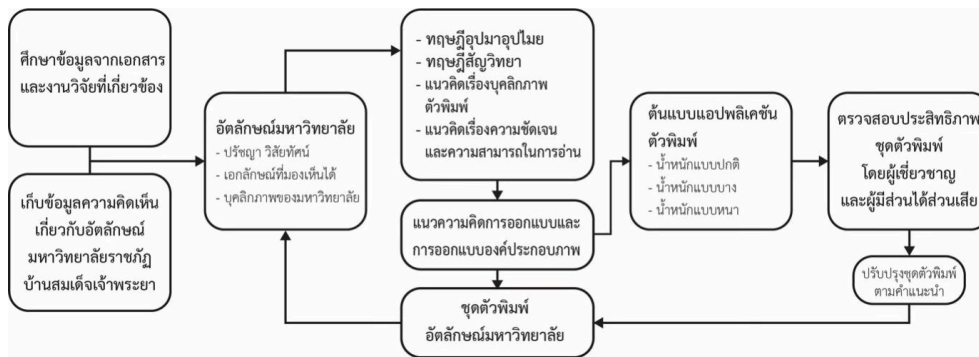 ศึกษาข้อมูลจากเอกสาร
และงานวิจัยที่เกี่ยวข้อง
เก็บข้อมูลความคิดเห็น
เกี่ยวกับอัตลักษณ์
มหาวิทยาลัยราชภัฏ
บ้านสมเด็จเจ้าพระยา
อัตลักษณ์มหาวิทยาลัย
- ปรัชญา วิสัยทัศน์
- เอกลักษณ์ที่มองเห็นได้
- บุคลิกภาพของมหาวิทยาลัย
- ทฤษฎีอุปมาอุปไมย
- ทฤษฎีสัญวิทยา
- แนวคิดเรื่องบุคลิกภาพ
ตัวพิมพ์
- แนวคิดเรื่องความชัดเจน
และความสามารถในการอ่าน
แนวความคิดการออกแบบและ
การออกแบบองค์ประกอบภาพ
ชุดตัวพิมพ์
อัตลักษณ์มหาวิทยาลัย
ต้นแบบแอปพลิเคชัน
ตัวพิมพ์
- น้ำหนักแบบปกติ
- น้ำหนักแบบบาง
- น้ำหนักแบบหนา
ตรวจสอบประสิทธิภาพ
ชุดตัวพิมพ์
โดยผู้เชี่ยวชาญ
และผู้มีส่วนได้ส่วนเสีย
ปรับปรุงชุดตัวพิมพ์
ตามคำแนะนำ